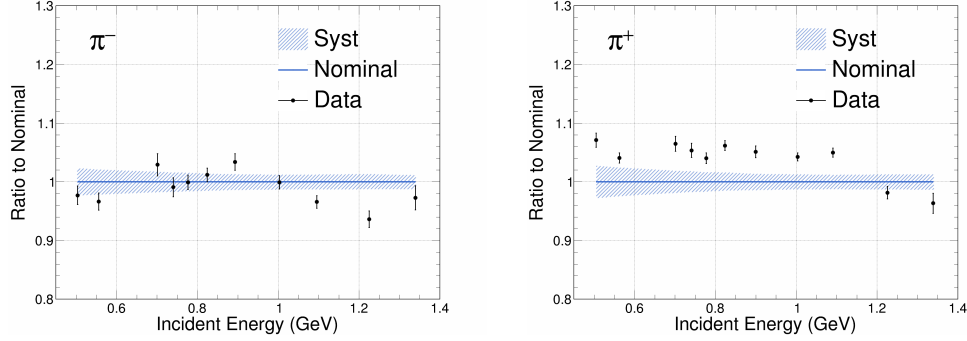 π⁻
Syst
Nominal
Data
Ratio to Nominal
1.3
1.2
1.1
1
0.9
0.8
0.6
0.8
1
1.2
1.4
Incident Energy (GeV)
π⁺
Syst
Nominal
Data
Ratio to Nominal
1.3
1.2
1.1
1
0.9
0.8
0.6
0.8
1
1.2
1.4
Incident Energy (GeV)